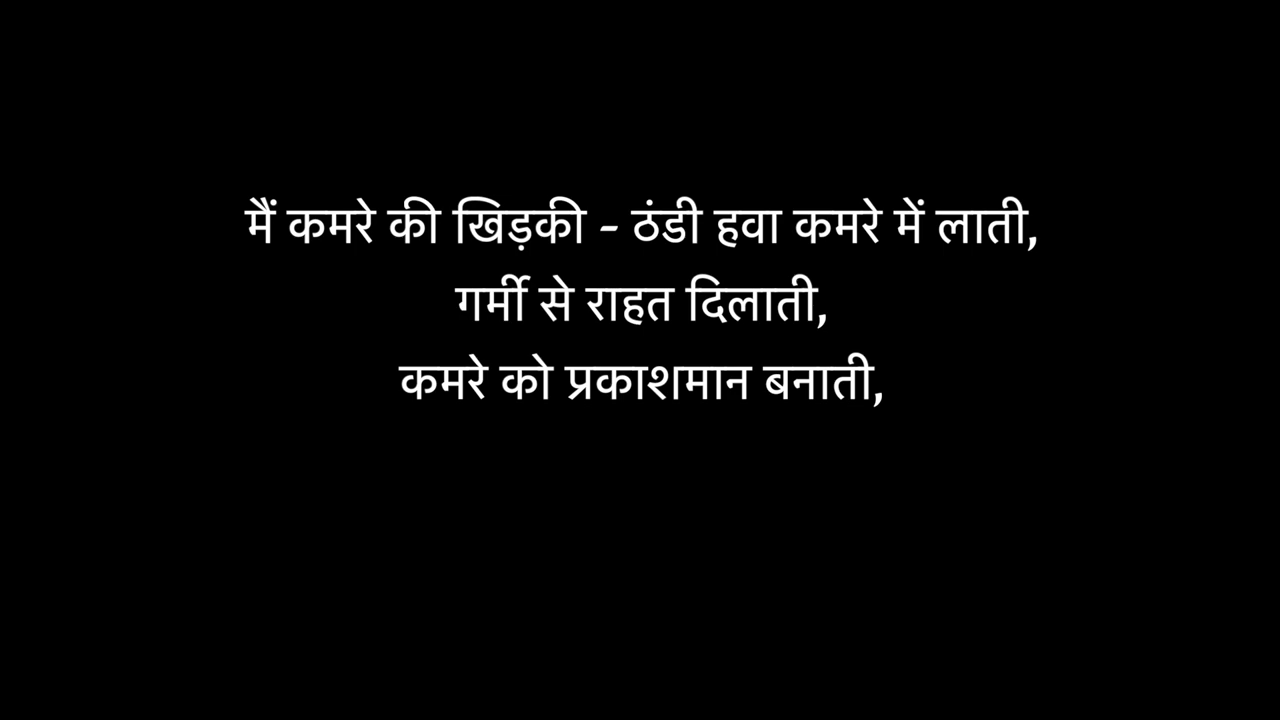 मैं कमरे की खिड़की - ठंडी हवा कमरे में लाती,
गर्मी से राहत दिलाती,
कमरे को प्रकाशमान बनाती,